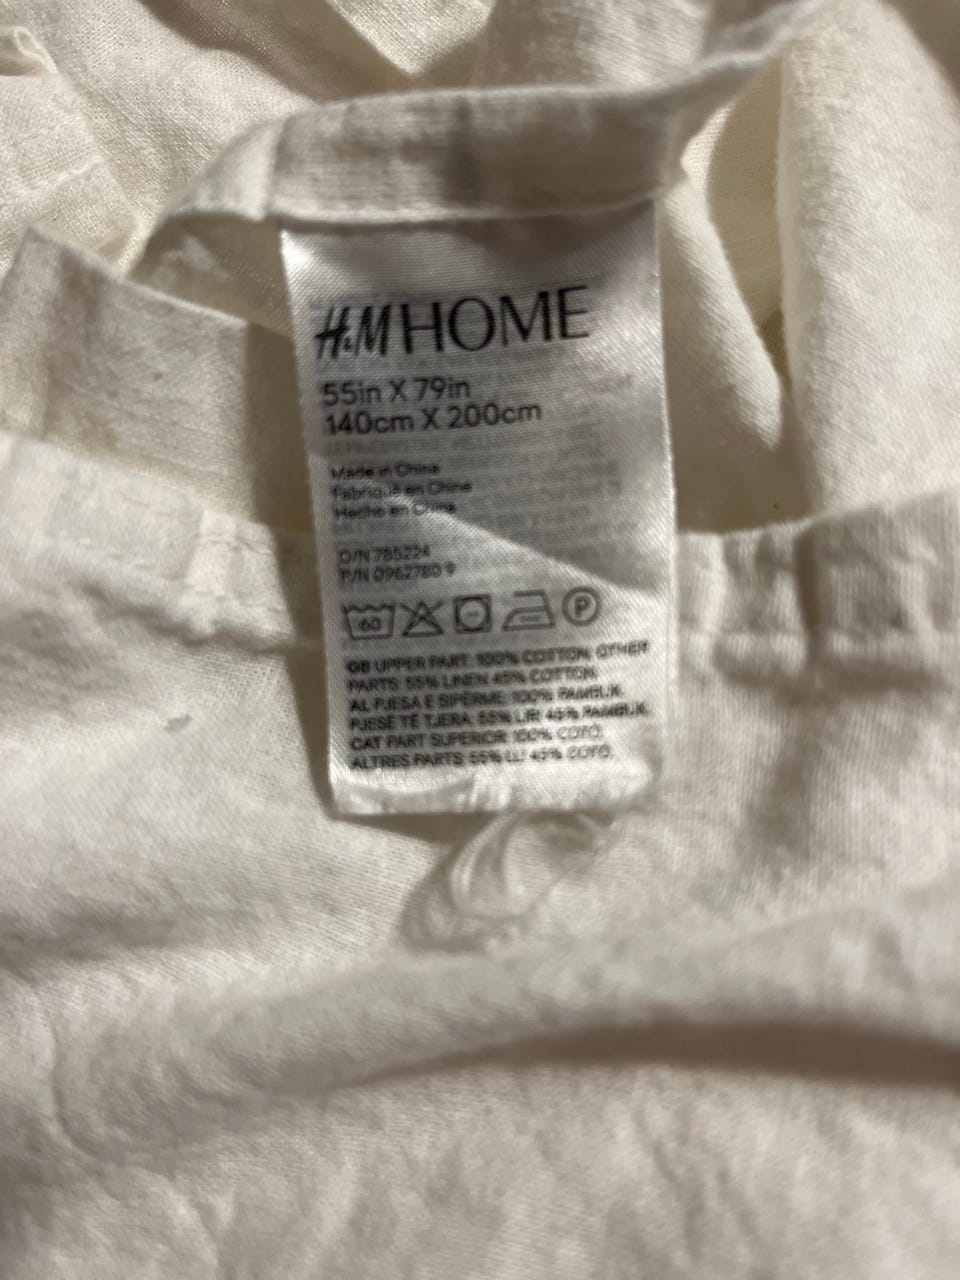 H&M HOME
55in X 79in
140cm X 200cm
Made in China
Fabriqué en Chine
Hecho en China
O/N 785224
P/N 0962780 9
60 P
GB UPPER PART: 100% COTTON, OTHER
PARTS: 55% LINEN 45% COTTON.
AL PJESA E SIPËRME: 100% PAMBUK.
PJESË TË TJERA: 55% LIRI 45% PAMBUK.
CAT PART SUPERIOR: 100% COTÓ.
ALTRES PARTS: 55% LLI 45% COTÓ.